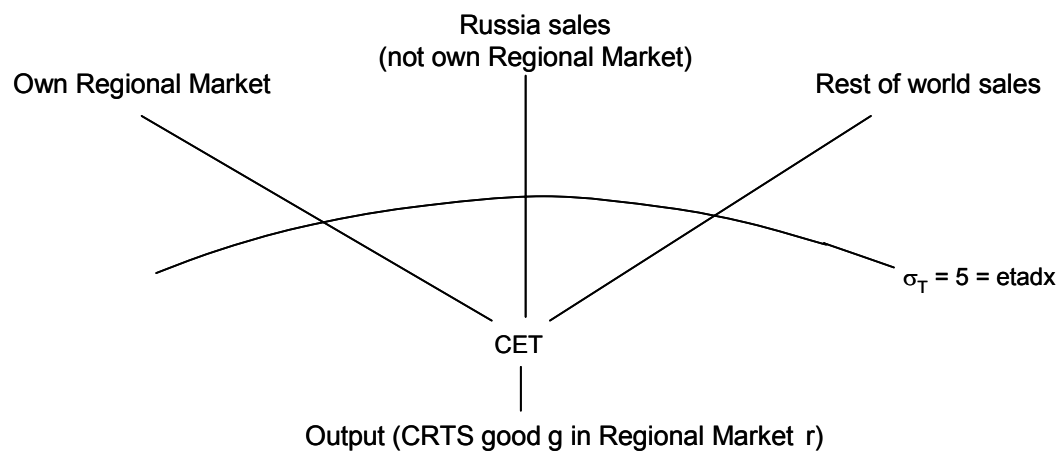 Russia sales
(not own Regional Market)
Own Regional Market
Rest of world sales
σT = 5 = etadx
CET
Output (CRTS good g in Regional Market r)